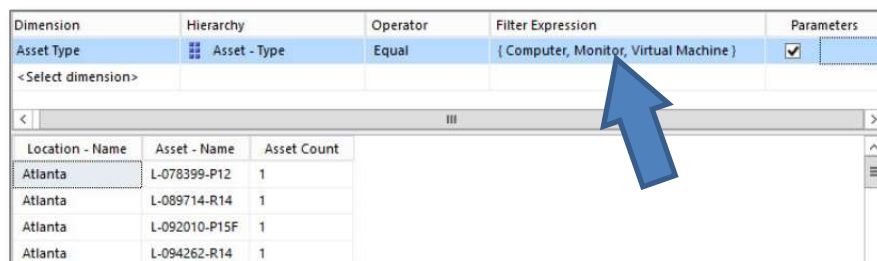 Dimension Hierarchy Operator Filter Expression Parameters
Asset Type Asset - Type Equal { Computer, Monitor, Virtual Machine }
<Select dimension>
Location - Name Asset - Name Asset Count
Atlanta L-078399-P12 1
Atlanta L-089714-R14 1
Atlanta L-092010-P15F 1
Atlanta L-094262-R14 1